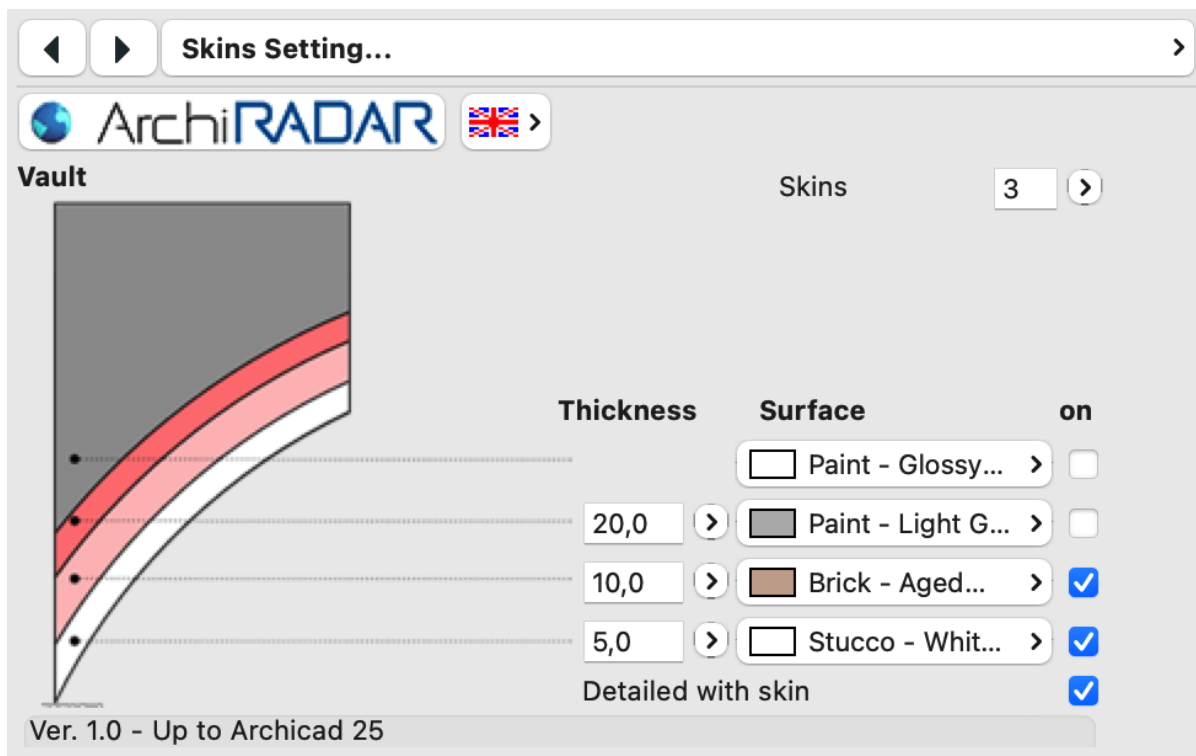 Skins Setting...
ArchiRADAR
Vault
Skins 3
Thickness Surface on
Paint - Glossy...
20,0 Paint - Light G...
10,0 Brick - Aged...
5,0 Stucco - Whit...
Detailed with skin
Ver. 1.0 - Up to Archicad 25